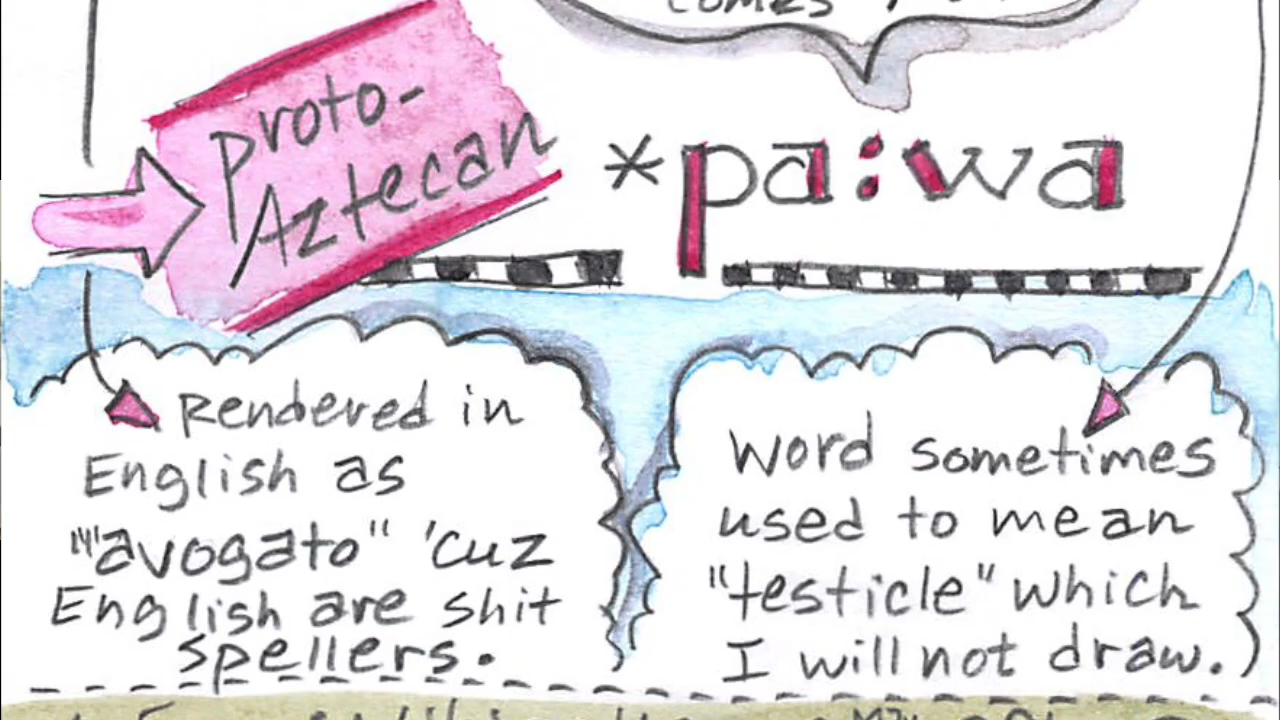 comes
proto-
Aztecan
*pa:wa
Rendered in
English as
"avogato" 'cuz
English are shit
spellers.
word sometimes
used to mean
"testicle" which
I will not draw.)